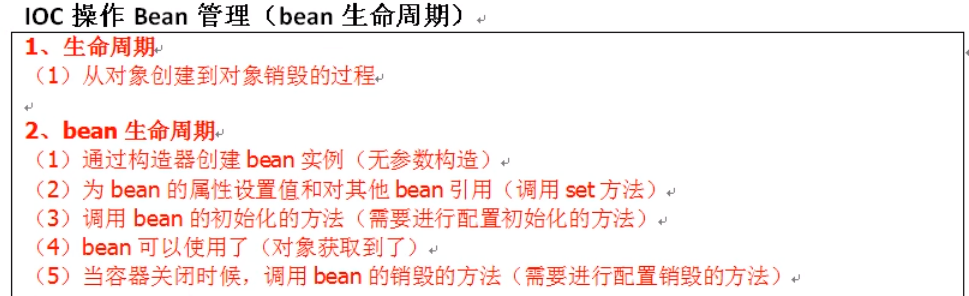 IOC 操作 Bean 管理（bean 生命周期）
1、生命周期
（1）从对象创建到对象销毁的过程
2、bean 生命周期
（1）通过构造器创建 bean 实例（无参数构造）
（2）为 bean 的属性设置值和对其他 bean 引用（调用 set 方法）
（3）调用 bean 的初始化的方法（需要进行配置初始化的方法）
（4）bean 可以使用了（对象获取到了）
（5）当容器关闭时候，调用 bean 的销毁的方法（需要进行配置销毁的方法）